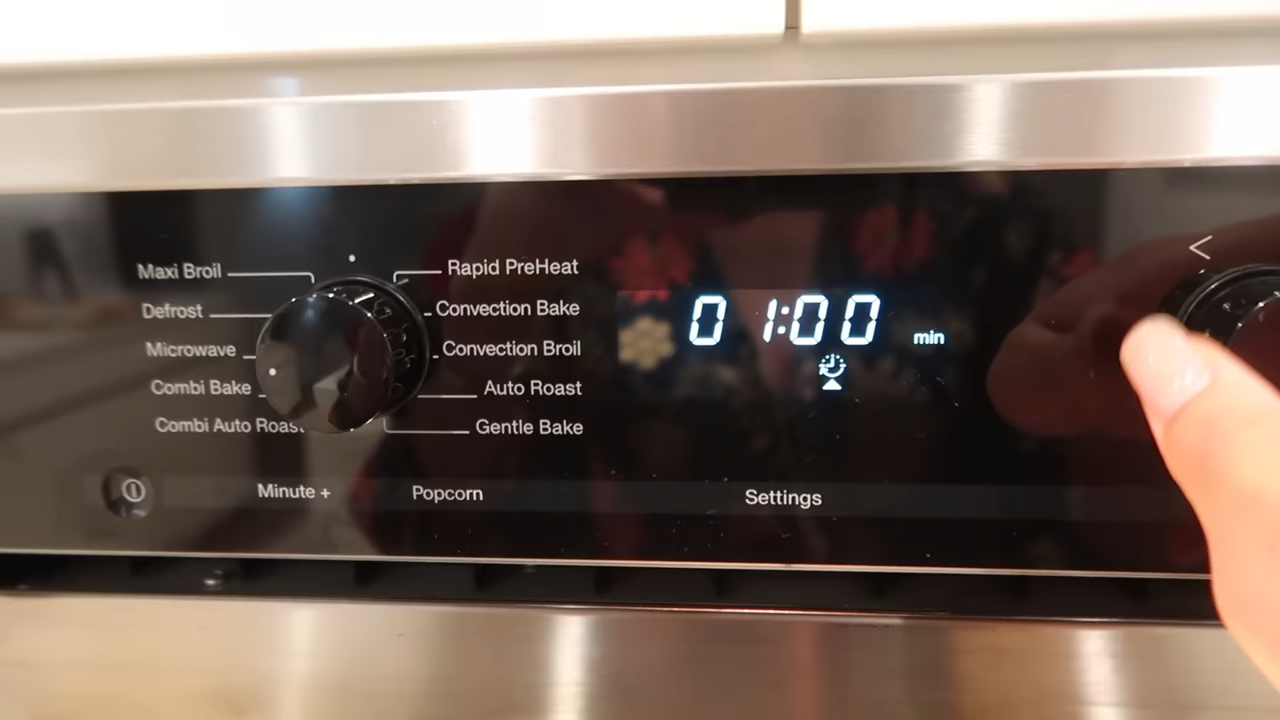 Maxi Broil
Defrost
Microwave
Combi Bake
Combi Auto Roast
Rapid PreHeat
Convection Bake
Convection Broil
Auto Roast
Gentle Bake
0 1:00 min
<
Minute +
Popcorn
Settings